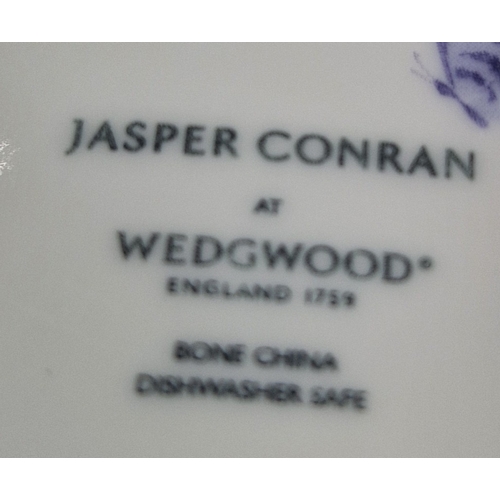 JASPER CONRAN
AT
WEDGWOOD®
ENGLAND 1759
BONE CHINA
DISHWASHER SAFE